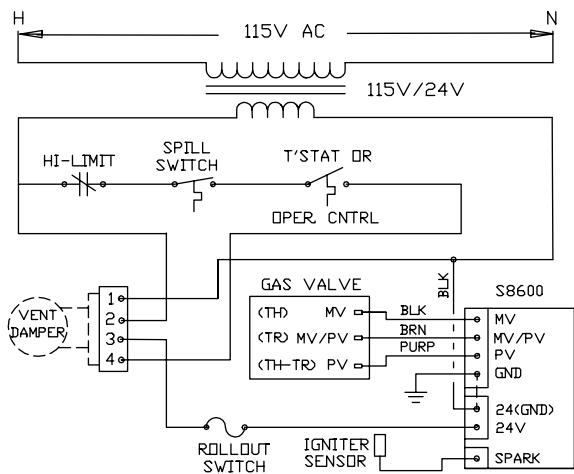 H
N
115V AC
115V/24V
HI-LIMIT
SPILL
SWITCH
T'STAT OR
OPER CNTRL
BLK
GAS VALVE
S8600
1
2
3
4
VENT
DAMPER
(TH) MV
(TR) MV/PV
(TH-TR) PV
BLK
BRN
PURP
MV
MV/PV
PV
GND
24(GND)
24V
SPARK
ROLLOUT
SWITCH
IGNITER
SENSOR